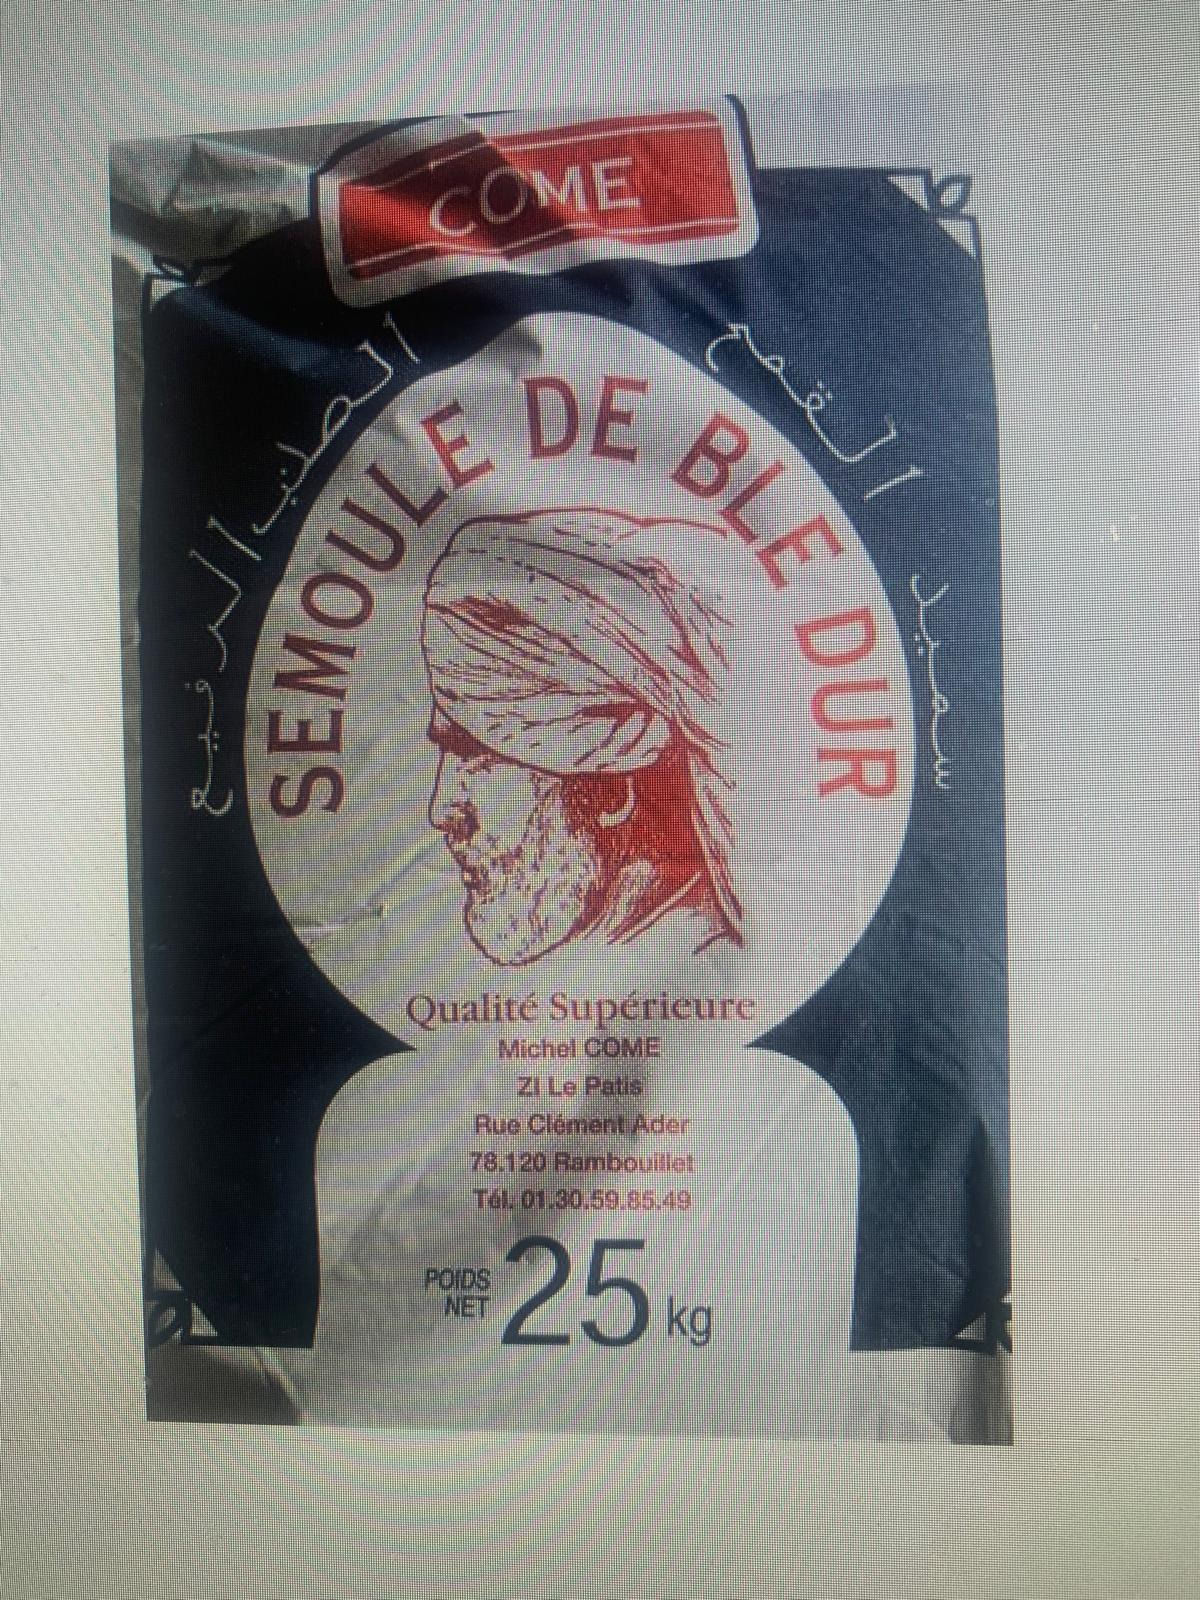 COME
SEMOULE DE BLE DUR
سميد القمح
الصلب الرفيع
Qualité Supérieure
Michel COME
ZI Le Patis
Rue Clément Ader
78.120 Rambouillet
Tél. 01.30.59.85.49
POIDS
NET
25 kg